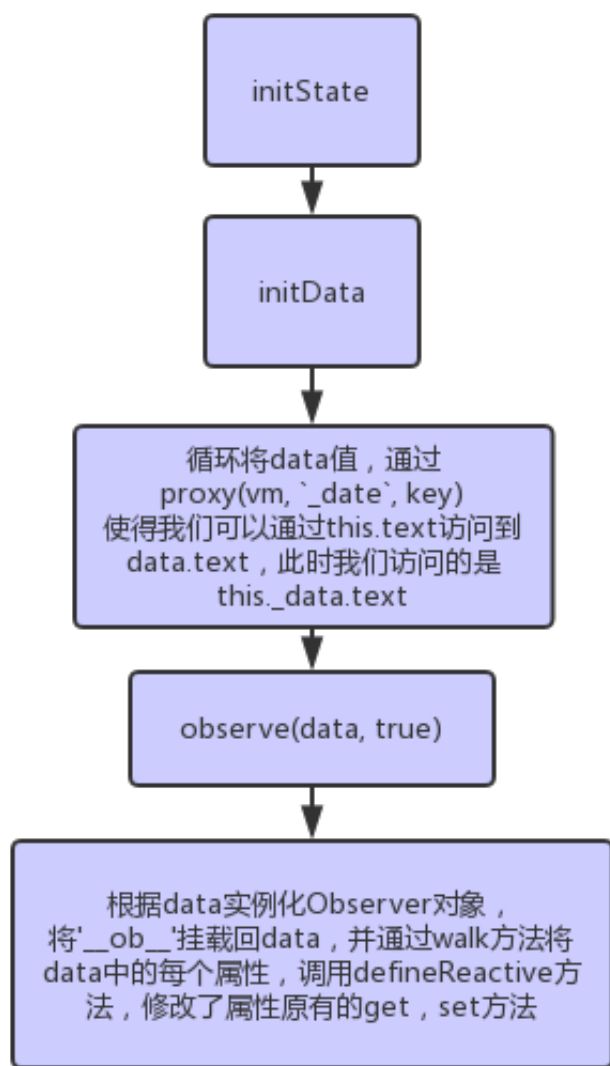 initState
initData
循环将data值，通过
proxy(vm, `_date`, key)
使得我们可以通过this.text访问到
data.text，此时我们访问的是
this._data.text
observe(data, true)
根据data实例化Observer对象，
将'__ob__'挂载回data，并通过walk方法将
data中的每个属性，调用defineReactive方
法，修改了属性原有的get，set方法